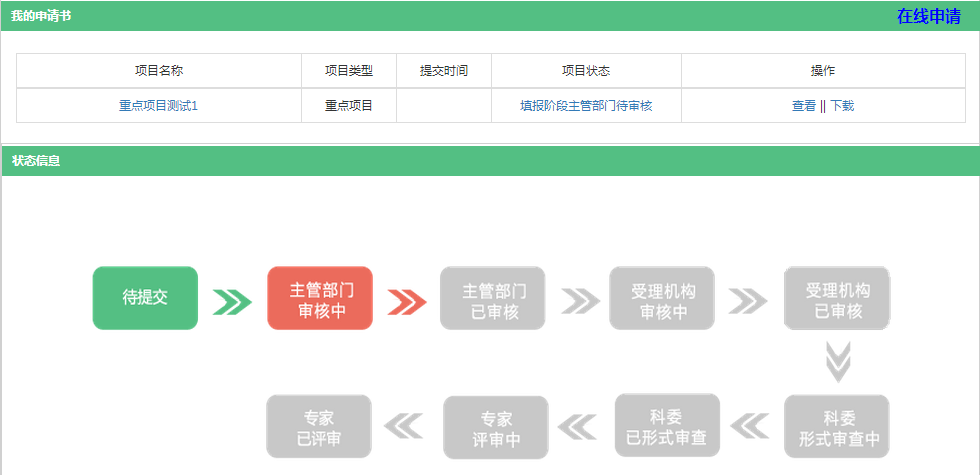 我的申请书 在线申请
项目名称 项目类型 提交时间 项目状态 操作
重点项目测试1 重点项目 填报阶段主管部门待审核 查看 || 下载
状态信息
待提交
主管部门
审核中
主管部门
已审核
受理机构
审核中
受理机构
已审核
专家
已评审
专家
评审中
科委
已形式审查
科委
形式审查中